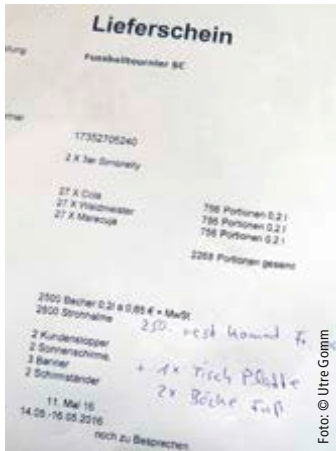 Lieferschein
Fussballtournier SE
17352705240
2 X 3er Simonelly
27 X Cola 756 Portionen 0,2 l
27 X Waldmeister 756 Portionen 0,2 l
27 X Maracuja 756 Portionen 0,2 l
2268 Portionen gesamt
2500 Becher 0,2l a 0,65 € + MwSt
2600 Strohhalme 250.- rest kommt Fr.
2 Kundenstopper
2 Sonnenschirme, + 1x Tisch Platte
3 Banner 2x Böcke Fuß
2 Schirmständer
11. Mai 16
14.05 -16.05.2016
noch zu Besprechen
Foto: © Utre Gomm